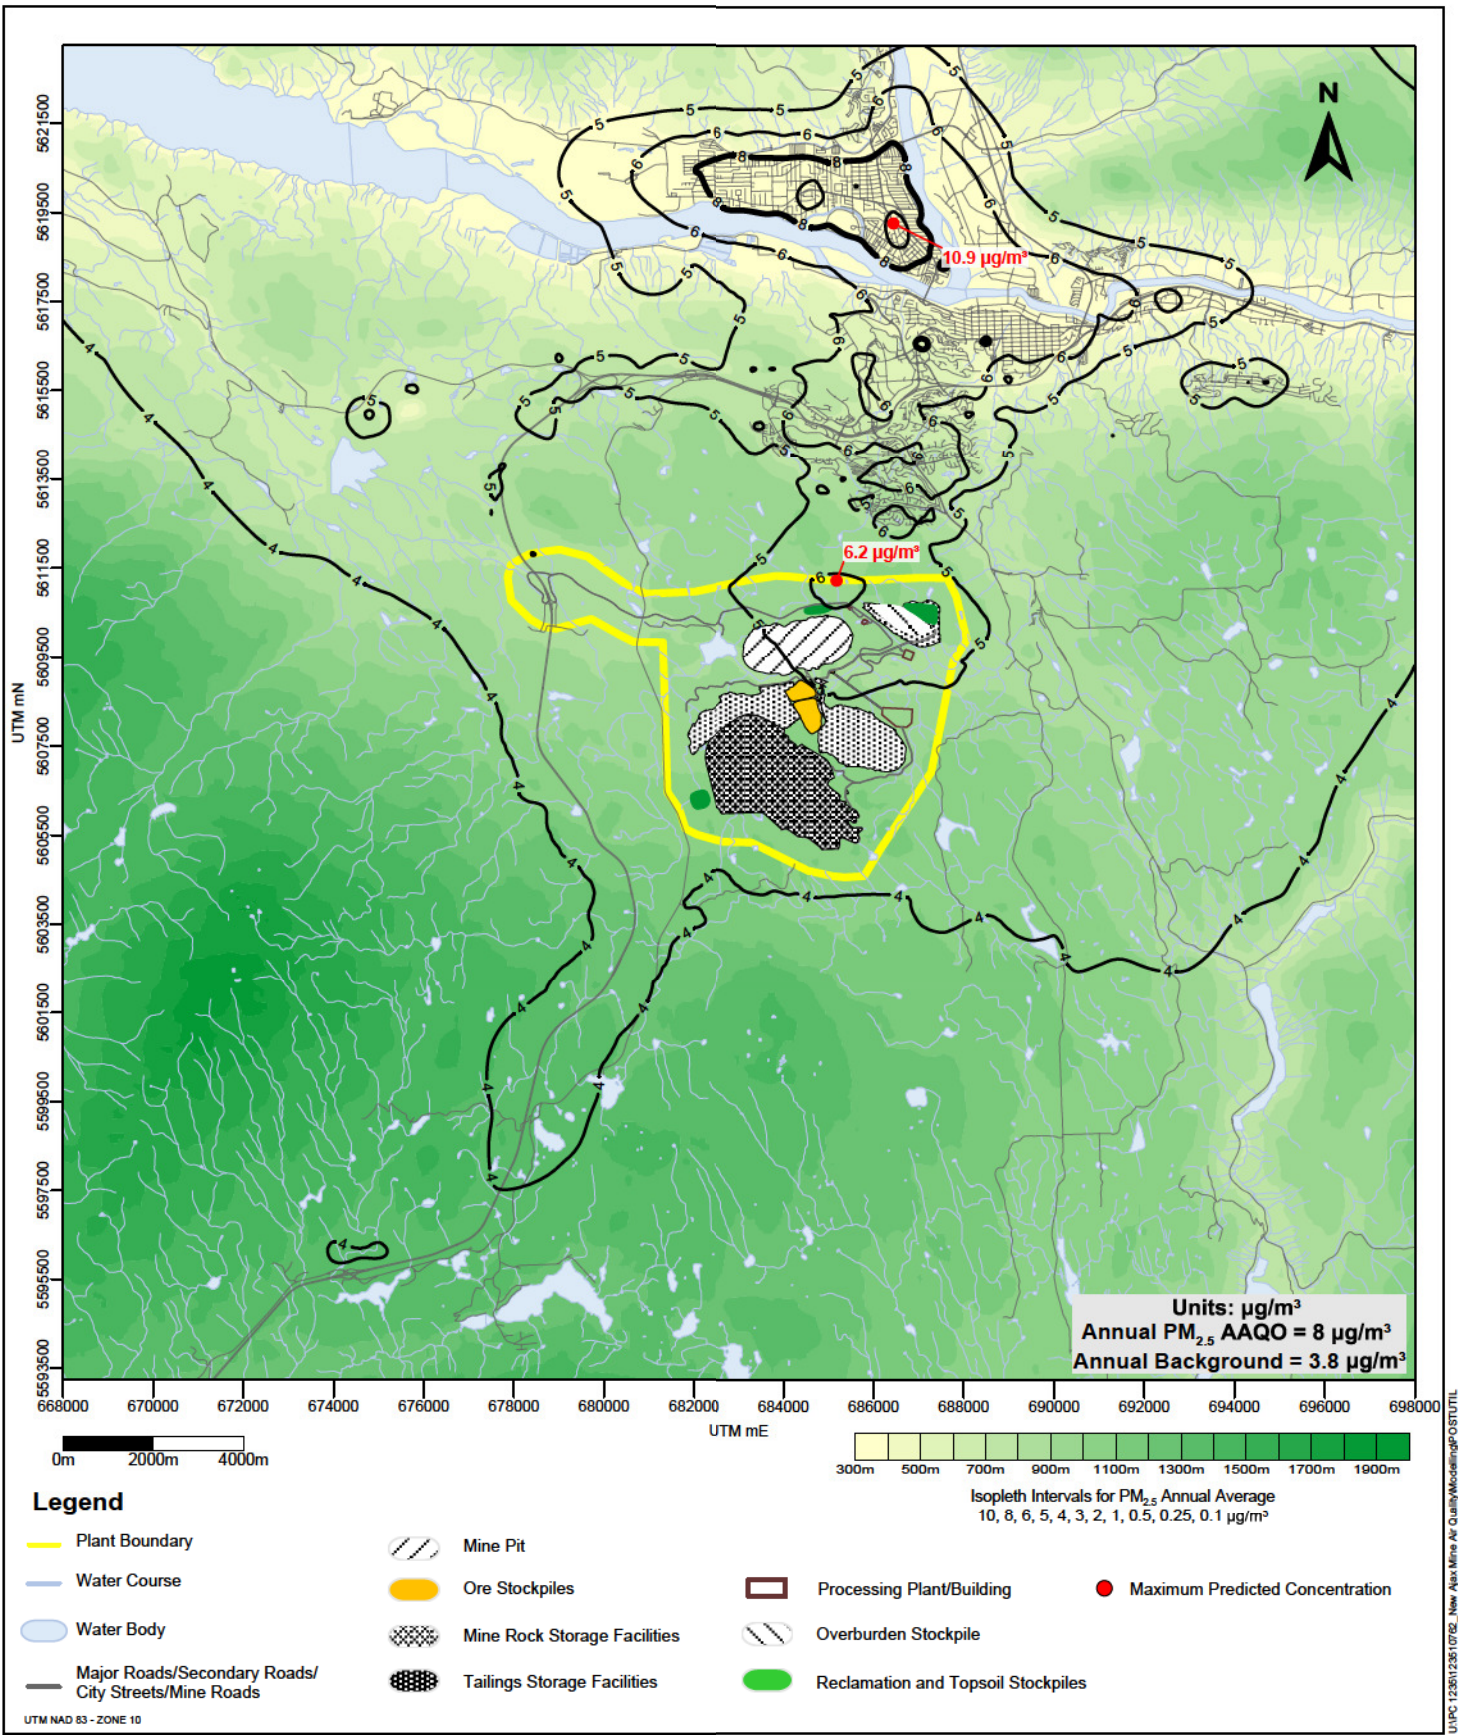 N
10.9 µg/m³
6.2 µg/m³
UTM mN
5621500
5619500
5617500
5615500
5613500
5611500
5609500
5607500
5605500
5603500
5601500
5599500
5597500
5595500
5593500
Units: µg/m³
Annual PM2.5 AAQO = 8 µg/m³
Annual Background = 3.8 µg/m³
668000 670000 672000 674000 676000 678000 680000 682000 684000 686000 688000 690000 692000 694000 696000 698000
UTM mE
0m 2000m 4000m
300m 500m 700m 900m 1100m 1300m 1500m 1700m 1900m
Isopleth Intervals for PM2.5 Annual Average
10, 8, 6, 5, 4, 3, 2, 1, 0.5, 0.25, 0.1 µg/m³
Legend
Plant Boundary
Water Course
Water Body
Major Roads/Secondary Roads/
City Streets/Mine Roads
Mine Pit
Ore Stockpiles
Mine Rock Storage Facilities
Tailings Storage Facilities
Processing Plant/Building
Overburden Stockpile
Reclamation and Topsoil Stockpiles
Maximum Predicted Concentration
UTM NAD 83 - ZONE 10